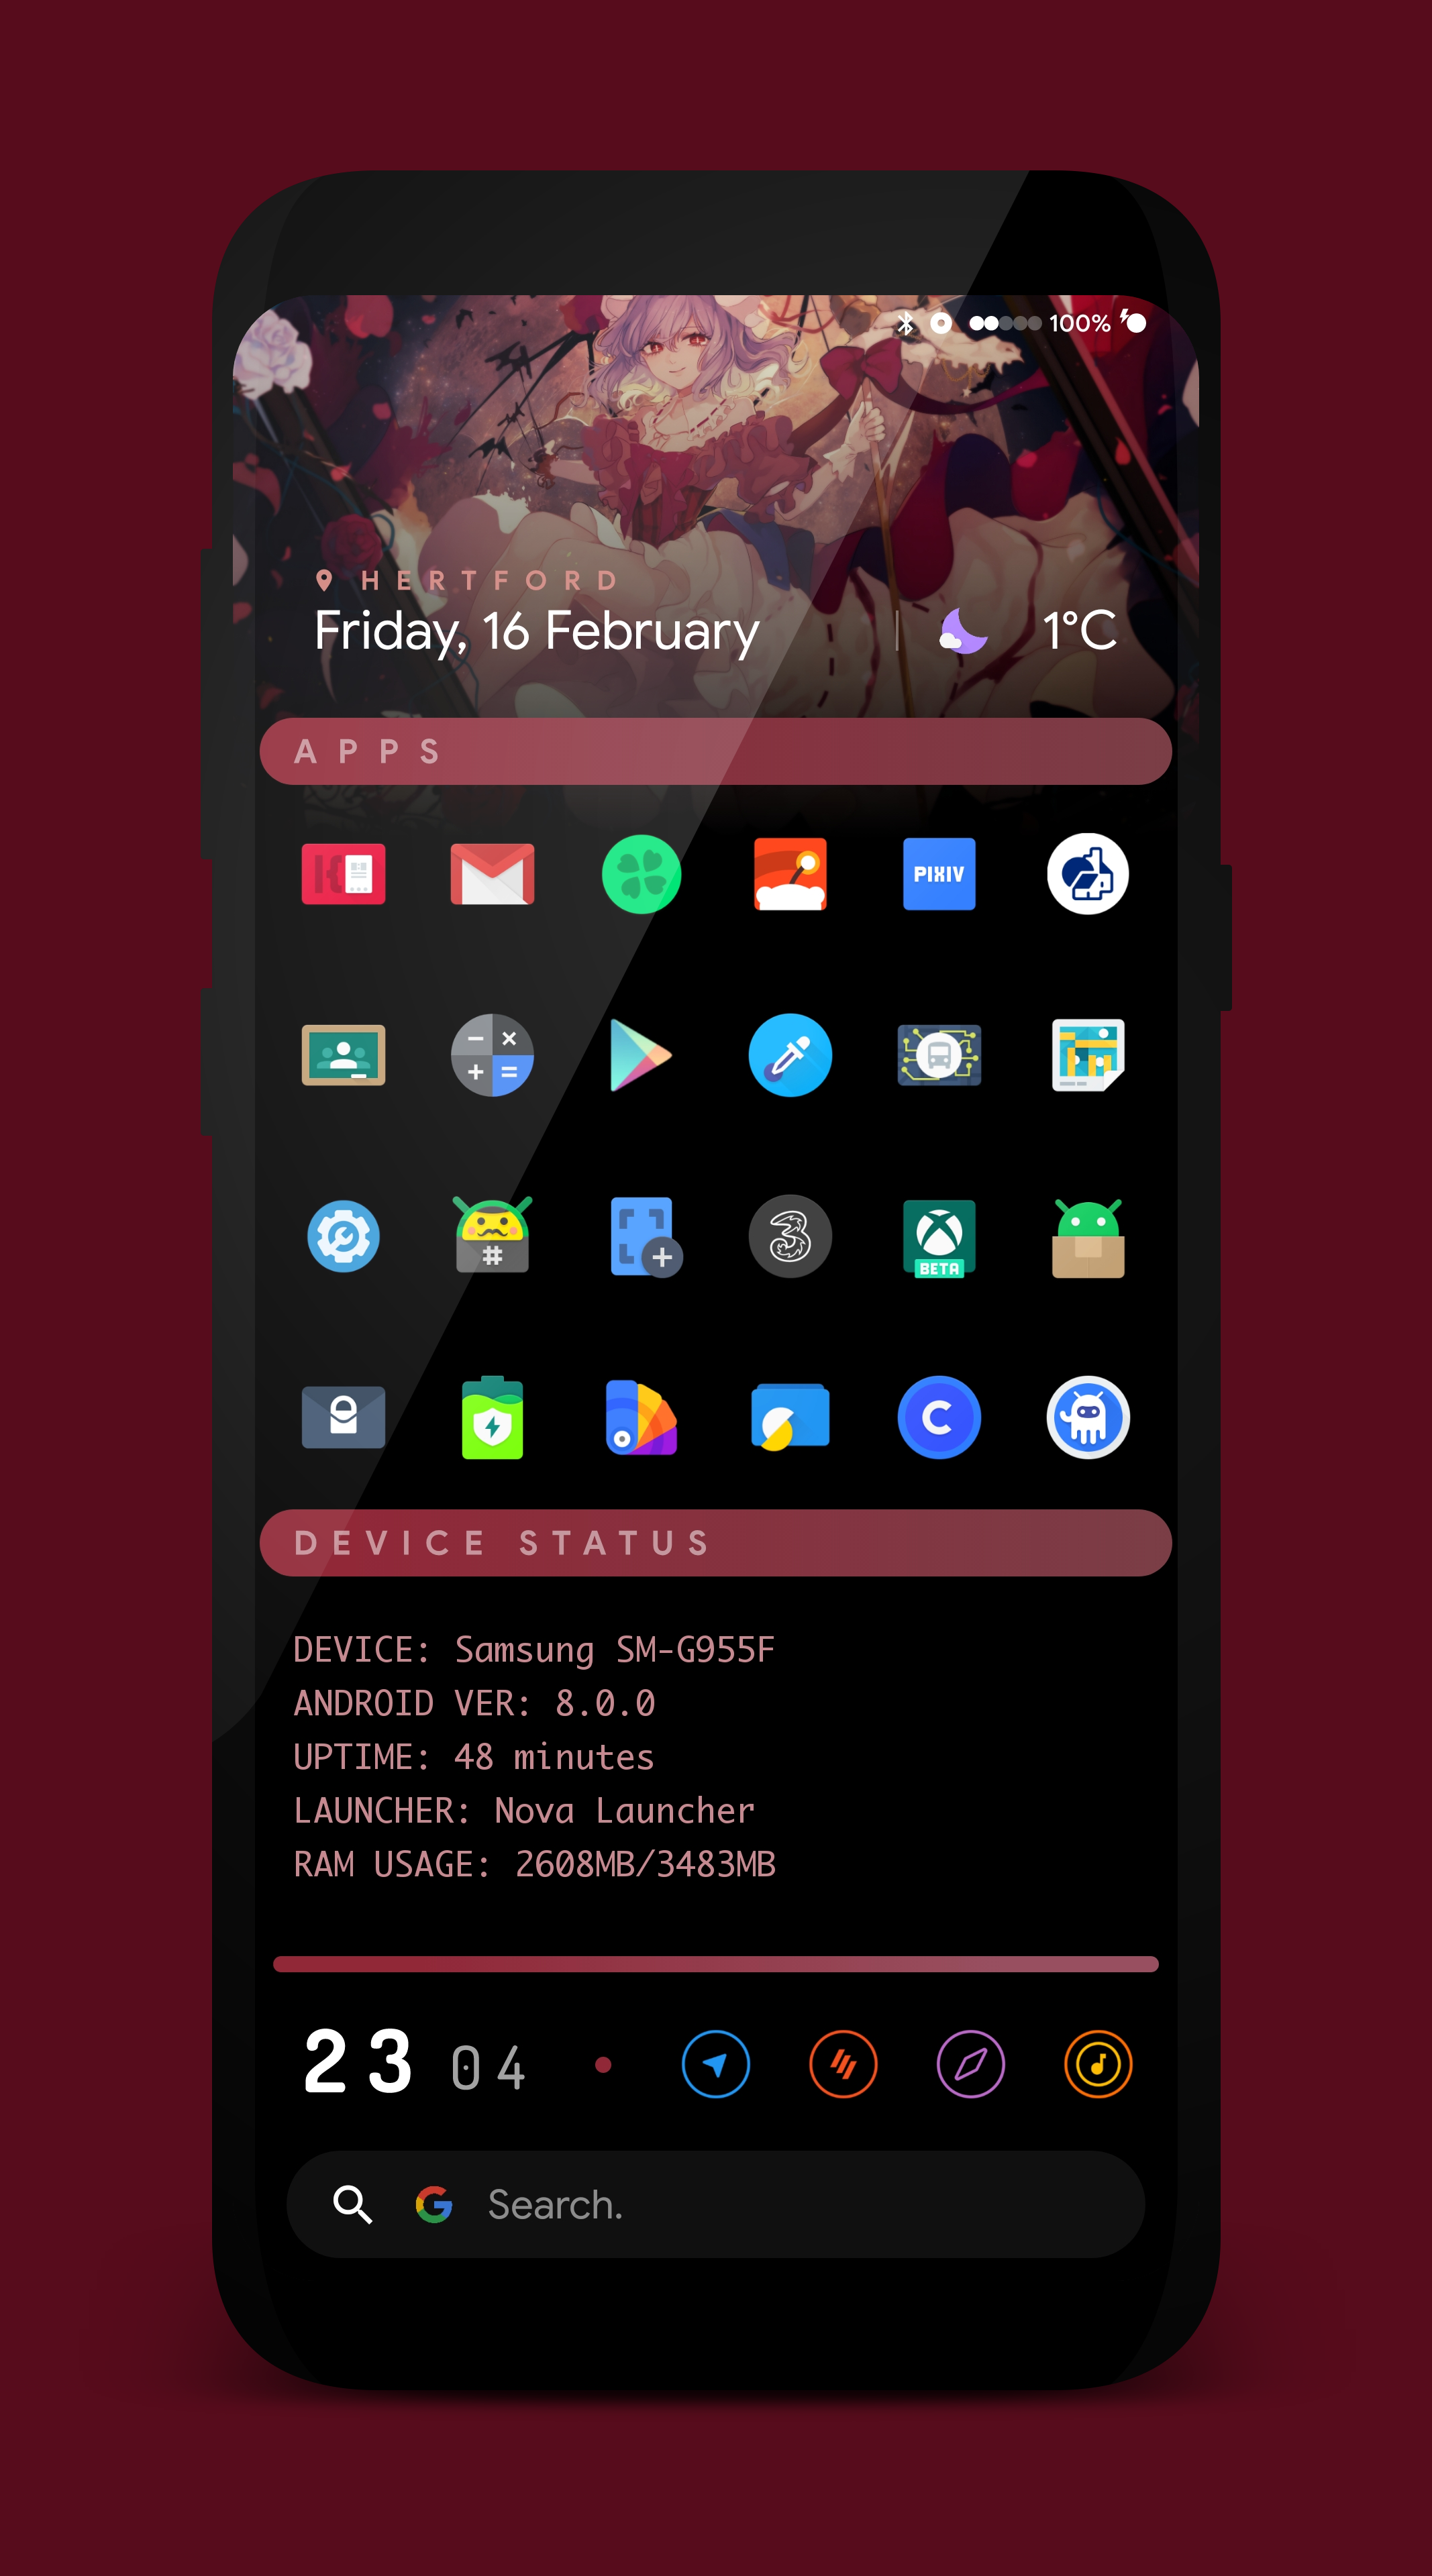 100%
HERTFORD
Friday, 16 February
1°C
APPS
PIXIV
#
3
BETA
C
DEVICE STATUS
DEVICE: Samsung SM-G955F
ANDROID VER: 8.0.0
UPTIME: 48 minutes
LAUNCHER: Nova Launcher
RAM USAGE: 2608MB/3483MB
23 04
G Search.